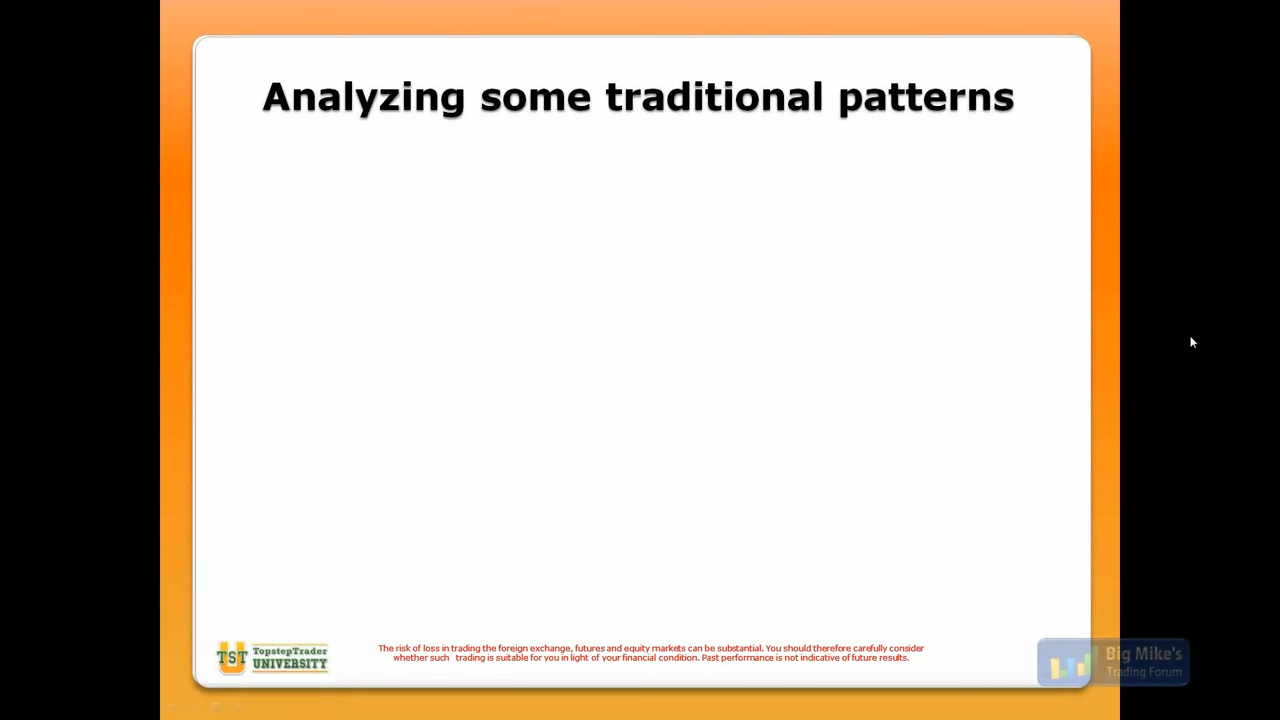 Analyzing some traditional patterns
TST
TopstepTrader
UNIVERSITY
The risk of loss in trading the foreign exchange, futures and equity markets can be substantial. You should therefore carefully consider
whether such trading is suitable for you in light of your financial condition. Past performance is not indicative of future results.
Big Mike's
Trading Forum